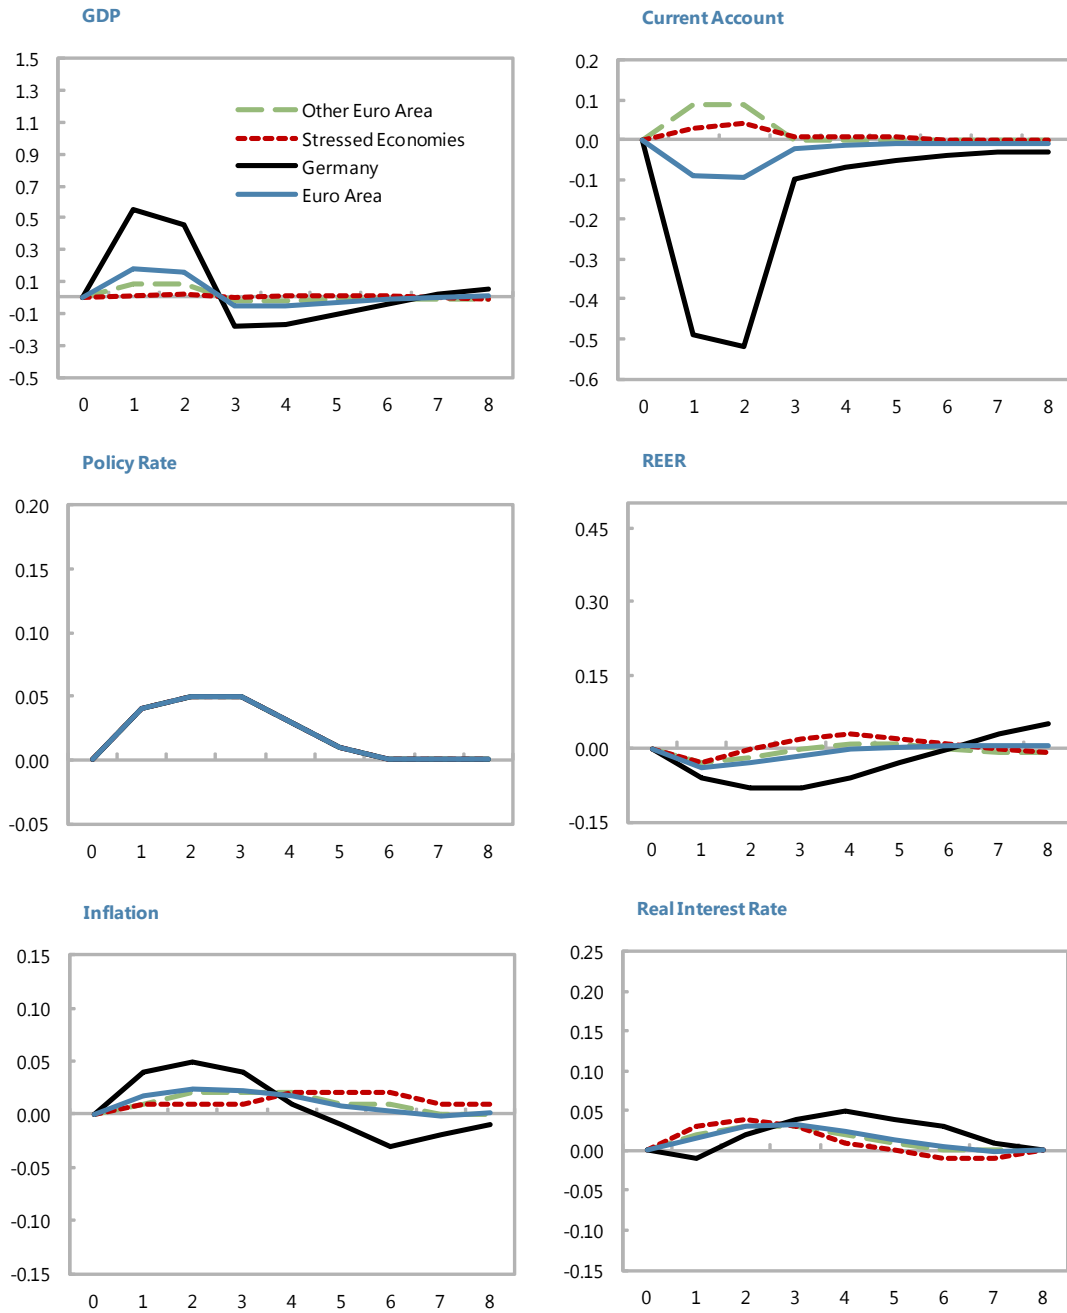 GDP
1.5
1.3
1.1
0.9
0.7
0.5
0.3
0.1
-0.1
-0.3
-0.5
Other Euro Area
Stressed Economies
Germany
Euro Area
0 1 2 3 4 5 6 7 8
Current Account
0.2
0.1
0.0
-0.1
-0.2
-0.3
-0.4
-0.5
-0.6
0 1 2 3 4 5 6 7 8
Policy Rate
0.20
0.15
0.10
0.05
0.00
-0.05
0 1 2 3 4 5 6 7 8
REER
0.45
0.30
0.15
0.00
-0.15
0 1 2 3 4 5 6 7 8
Inflation
0.15
0.10
0.05
0.00
-0.05
-0.10
-0.15
0 1 2 3 4 5 6 7 8
Real Interest Rate
0.25
0.20
0.15
0.10
0.05
0.00
-0.05
-0.10
-0.15
0 1 2 3 4 5 6 7 8